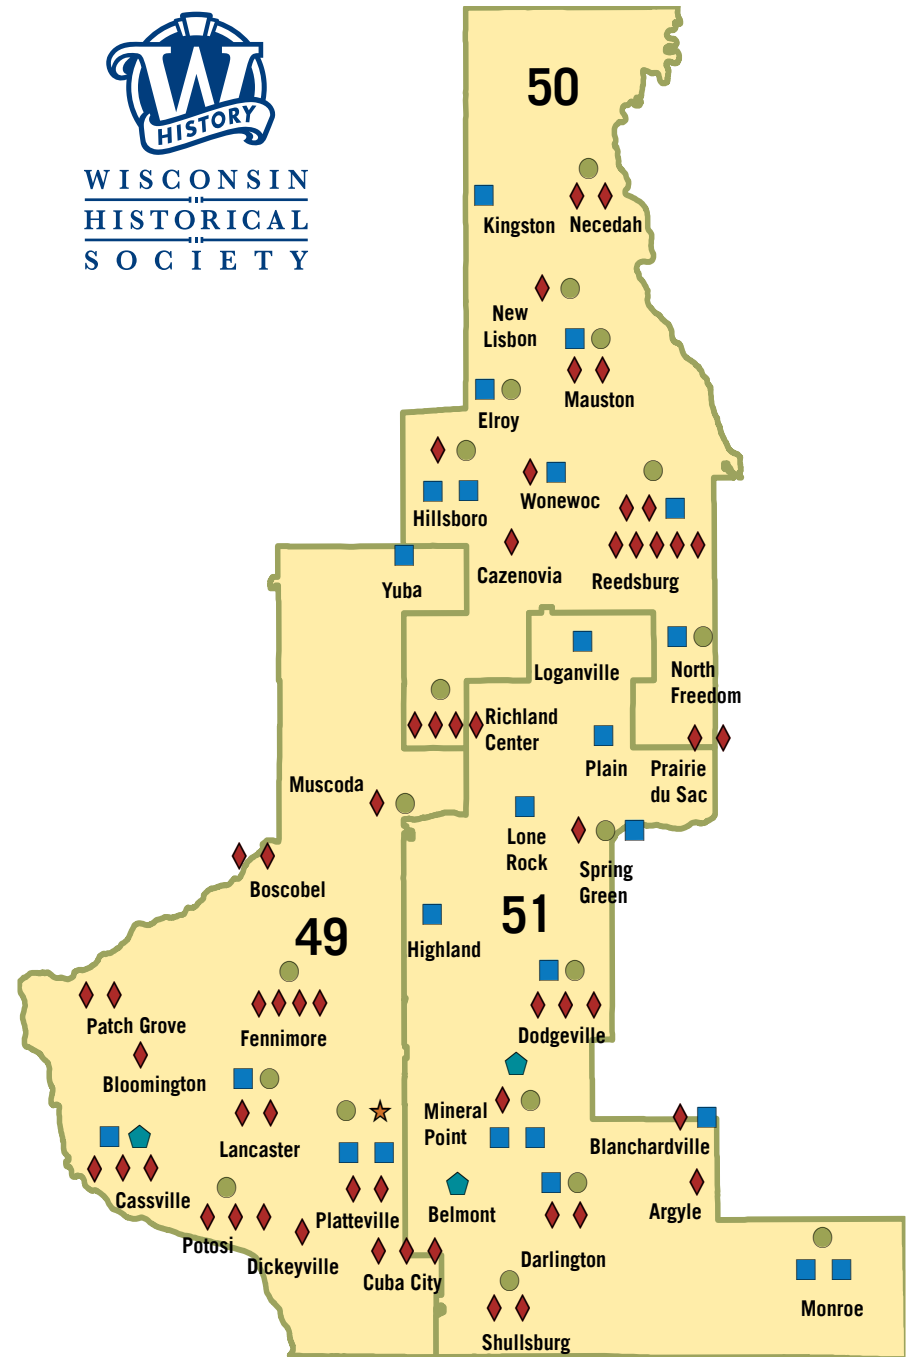 W
HISTORY
WISCONSIN
HISTORICAL
SOCIETY
50
Kingston
Necedah
New
Lisbon
Mauston
Elroy
Hillsboro
Wonewoc
Cazenovia
Reedsburg
Yuba
Loganville
North
Freedom
Richland
Center
Plain
Prairie
du Sac
Muscoda
Lone
Rock
Spring
Green
Boscobel
49
51
Highland
Patch Grove
Fennimore
Dodgeville
Bloomington
Mineral
Point
Lancaster
Blanchardville
Cassville
Platteville
Belmont
Argyle
Potosi
Dickeyville
Cuba City
Darlington
Monroe
Shullsburg